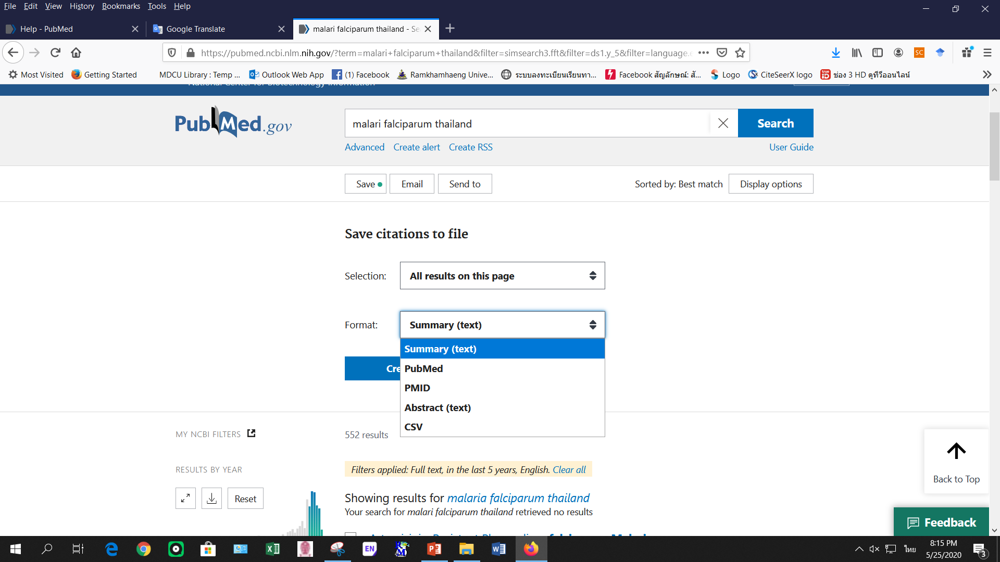 File Edit View History Bookmarks Tools Help
Help - PubMed Google Translate malari falciparum thailand - Se
https://pubmed.ncbi.nlm.nih.gov/?term=malari+falciparum+thailand&filter=simsearch3.fft&filter=ds1.y_5&filter=language.e
Most Visited Getting Started MDCU Library : Temp ... Outlook Web App (1) Facebook Ramkhamhaeng Unive... ระบบลงทะเบียนเรียนทา... Facebook สัญลักษณ์: สั... Logo CiteSeerX logo ช่อง 3 HD ดูทีวีออนไลน์
National Center for Biotechnology Information
PubMed.gov
malari falciparum thailand
Search
Advanced Create alert Create RSS User Guide
Save Email Send to Sorted by: Best match Display options
Save citations to file
Selection: All results on this page
Format: Summary (text)
Summary (text)
Cre PubMed
PMID
Abstract (text)
CSV
MY NCBI FILTERS 552 results
RESULTS BY YEAR Filters applied: Full text, in the last 5 years, English. Clear all
Back to Top
Reset Showing results for malaria falciparum thailand
Your search for malari falciparum thailand retrieved no results
Feedback
EN ไทย 8:15 PM
5/25/2020 3